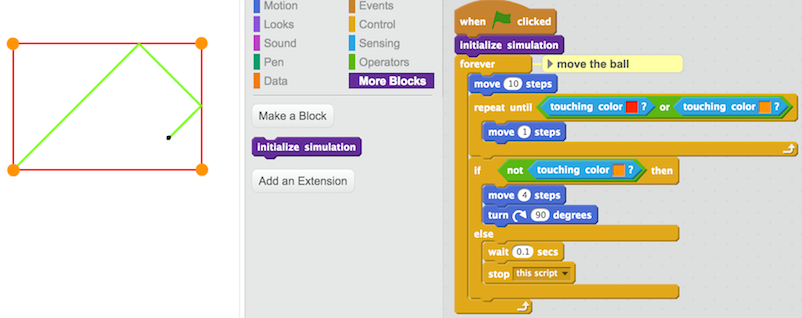 Motion
Events
Looks
Control
Sound
Sensing
Pen
Operators
Data
More Blocks
Make a Block
initialize simulation
Add an Extension
when clicked
initialize simulation
forever
move the ball
move 10 steps
repeat until touching color ? or touching color ?
move 1 steps
if not touching color ? then
move 4 steps
turn 90 degrees
else
wait 0.1 secs
stop this script